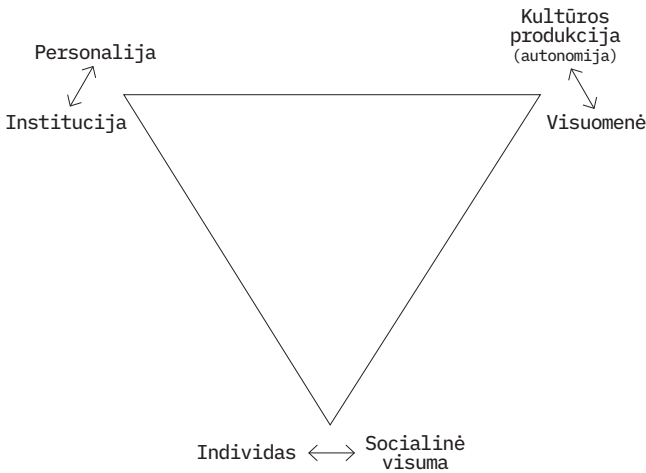 Personalija
Institucija
Kultūros
produkcija
(autonomija)
Visuomenė
Individas
Socialinė
visuma